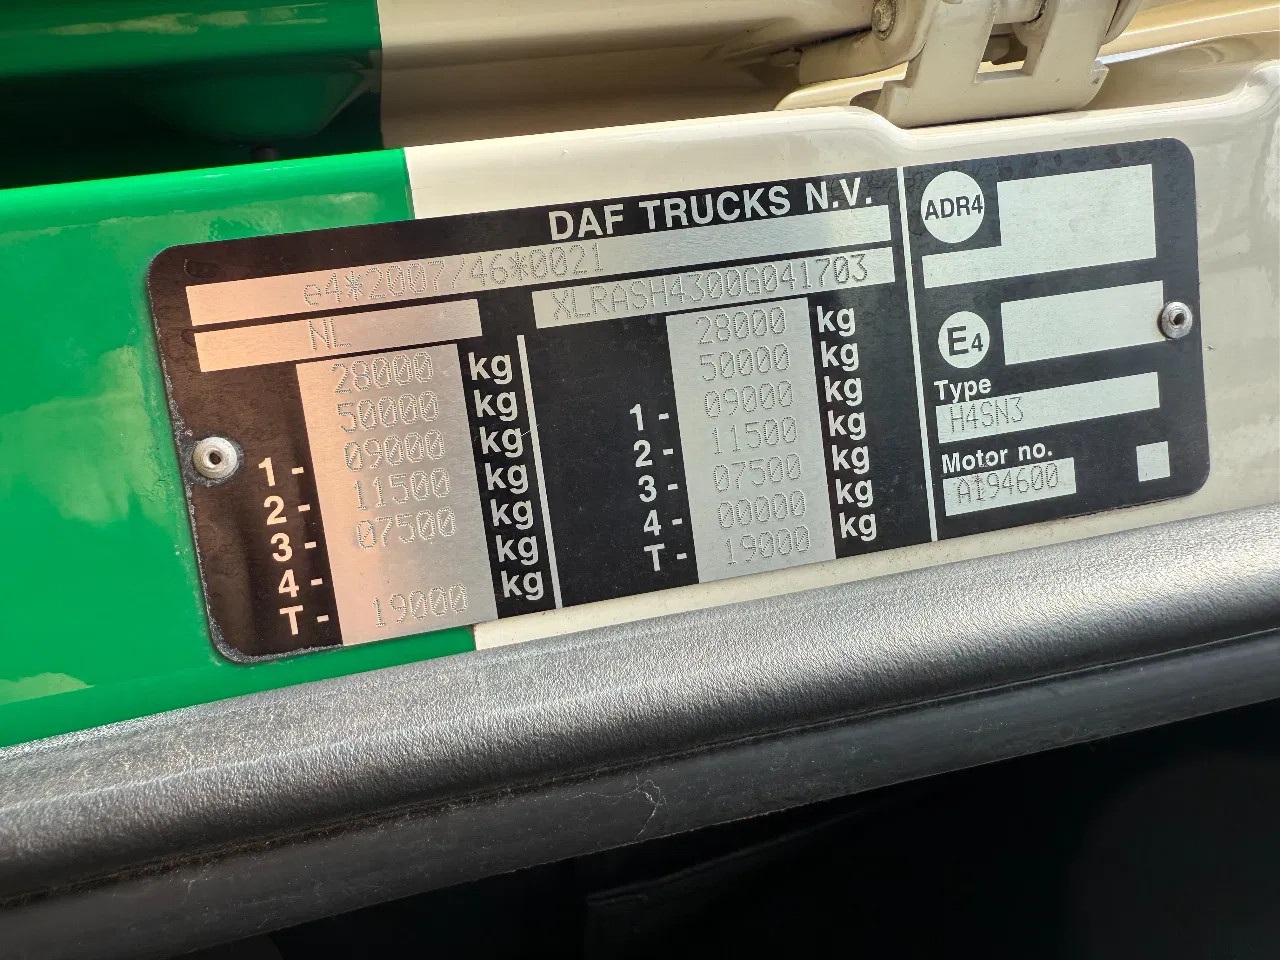 DAF TRUCKS N.V.
e4*2007/46*0021
NL
XLRASH4300G041703
28000 kg
50000 kg
1 - 09000 kg
2 - 11500 kg
3 - 07500 kg
4 - kg
T - 19000 kg
28000 kg
50000 kg
1 - 09000 kg
2 - 11500 kg
3 - 07500 kg
4 - 00000 kg
T - 19000 kg
ADR4
E4
Type
H4SN3
Motor no.
A194600